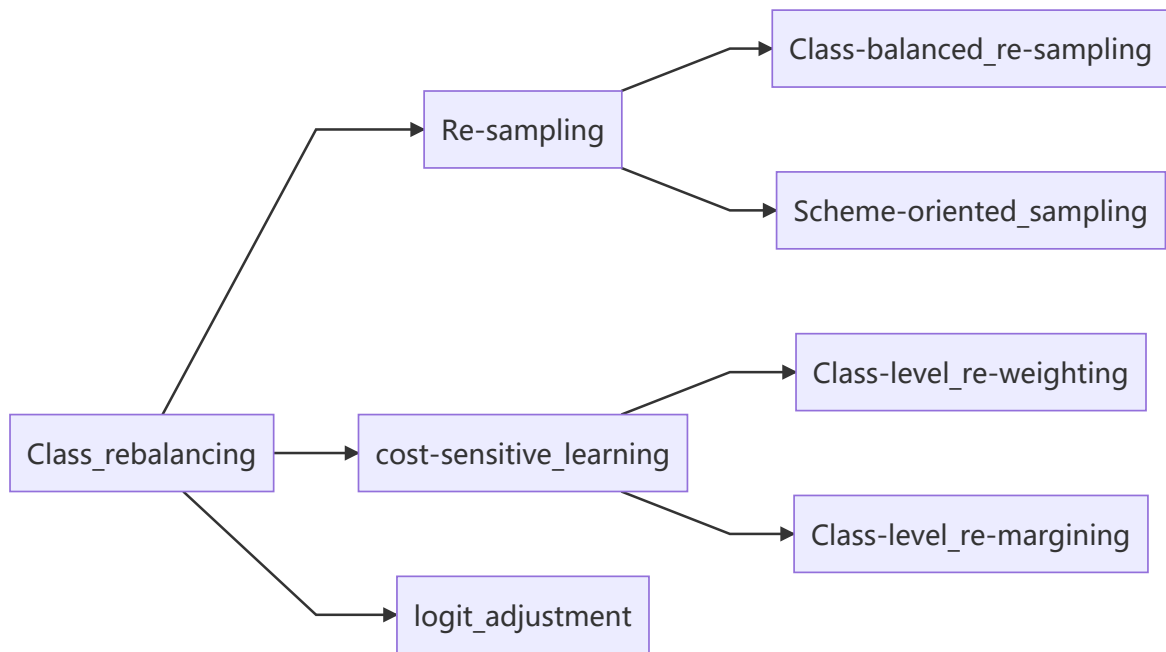 Class-balanced_re-sampling
Re-sampling
Scheme-oriented_sampling
Class-level_re-weighting
Class_rebalancing
cost-sensitive_learning
Class-level_re-margining
logit_adjustment